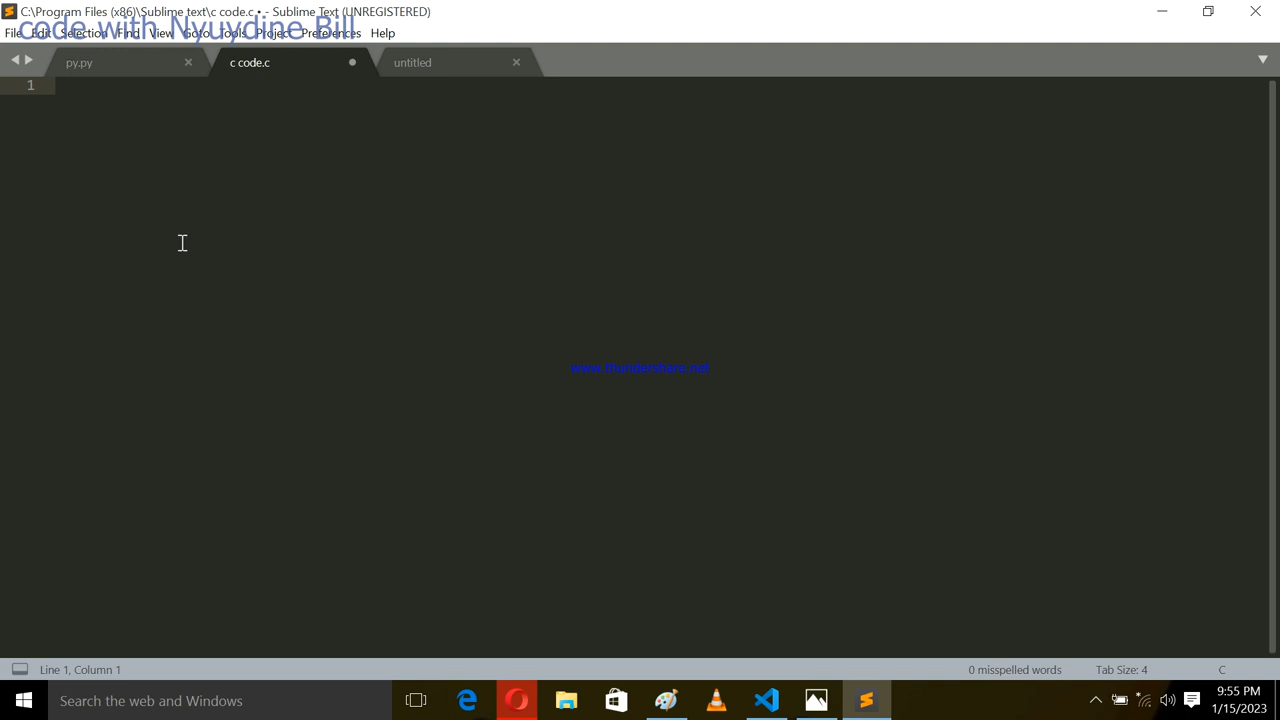 C:\Program Files (x86)\Sublime text\c code.c • - Sublime Text (UNREGISTERED)
code with Nyuydine Bill
File Edit Selection Find View Goto Tools Project Preferences Help
py.py
c code.c
untitled
1
www.thundershare.net
Line 1, Column 1
0 misspelled words
Tab Size: 4
C
Search the web and Windows
9:55 PM
1/15/2023